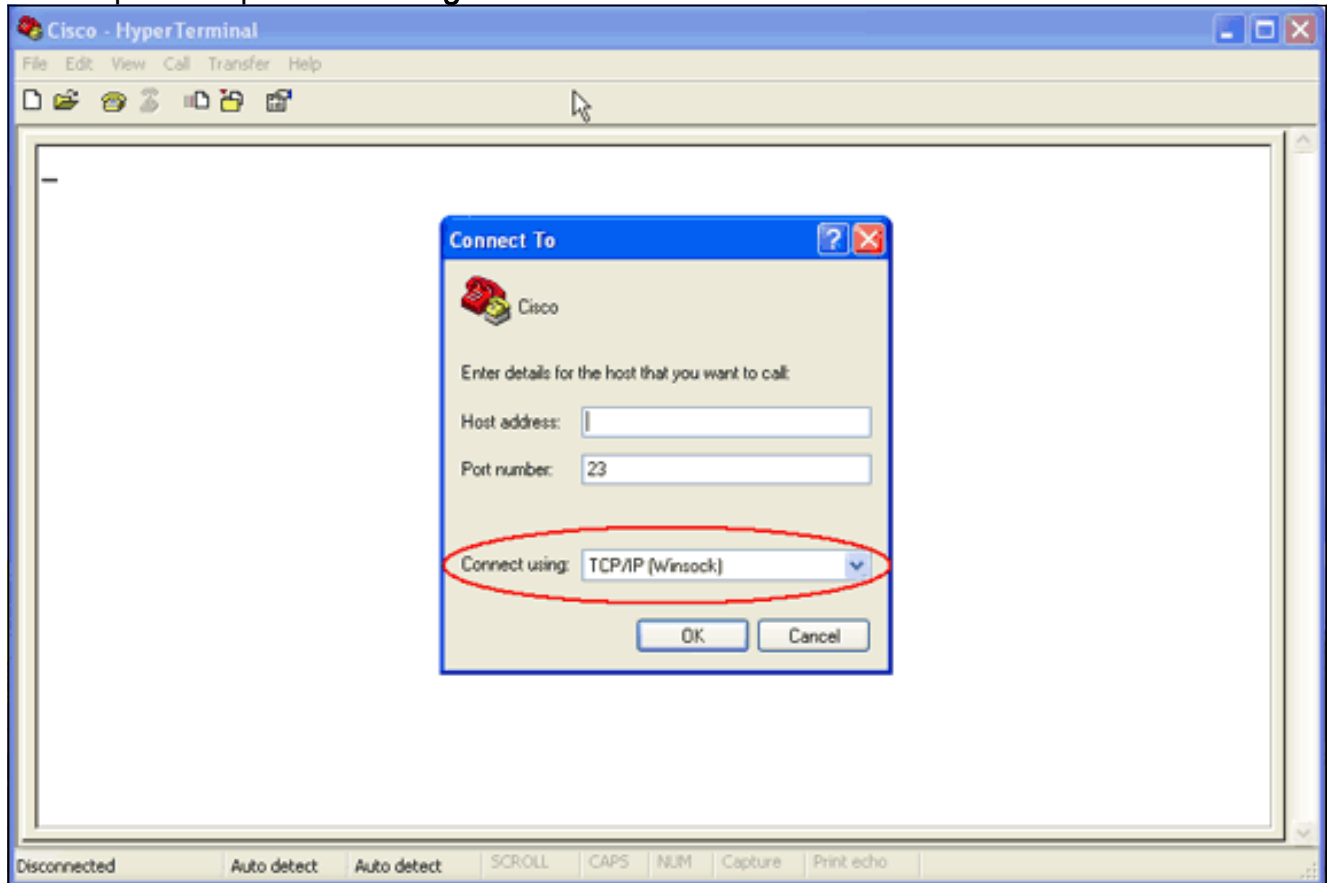 Cisco - HyperTerminal
File Edit View Call Transfer Help
Connect To
Cisco
Enter details for the host that you want to call:
Host address:
Port number: 23
Connect using: TCP/IP (Winsock)
OK Cancel
Disconnected Auto detect Auto detect SCROLL CAPS NUM Capture Print echo